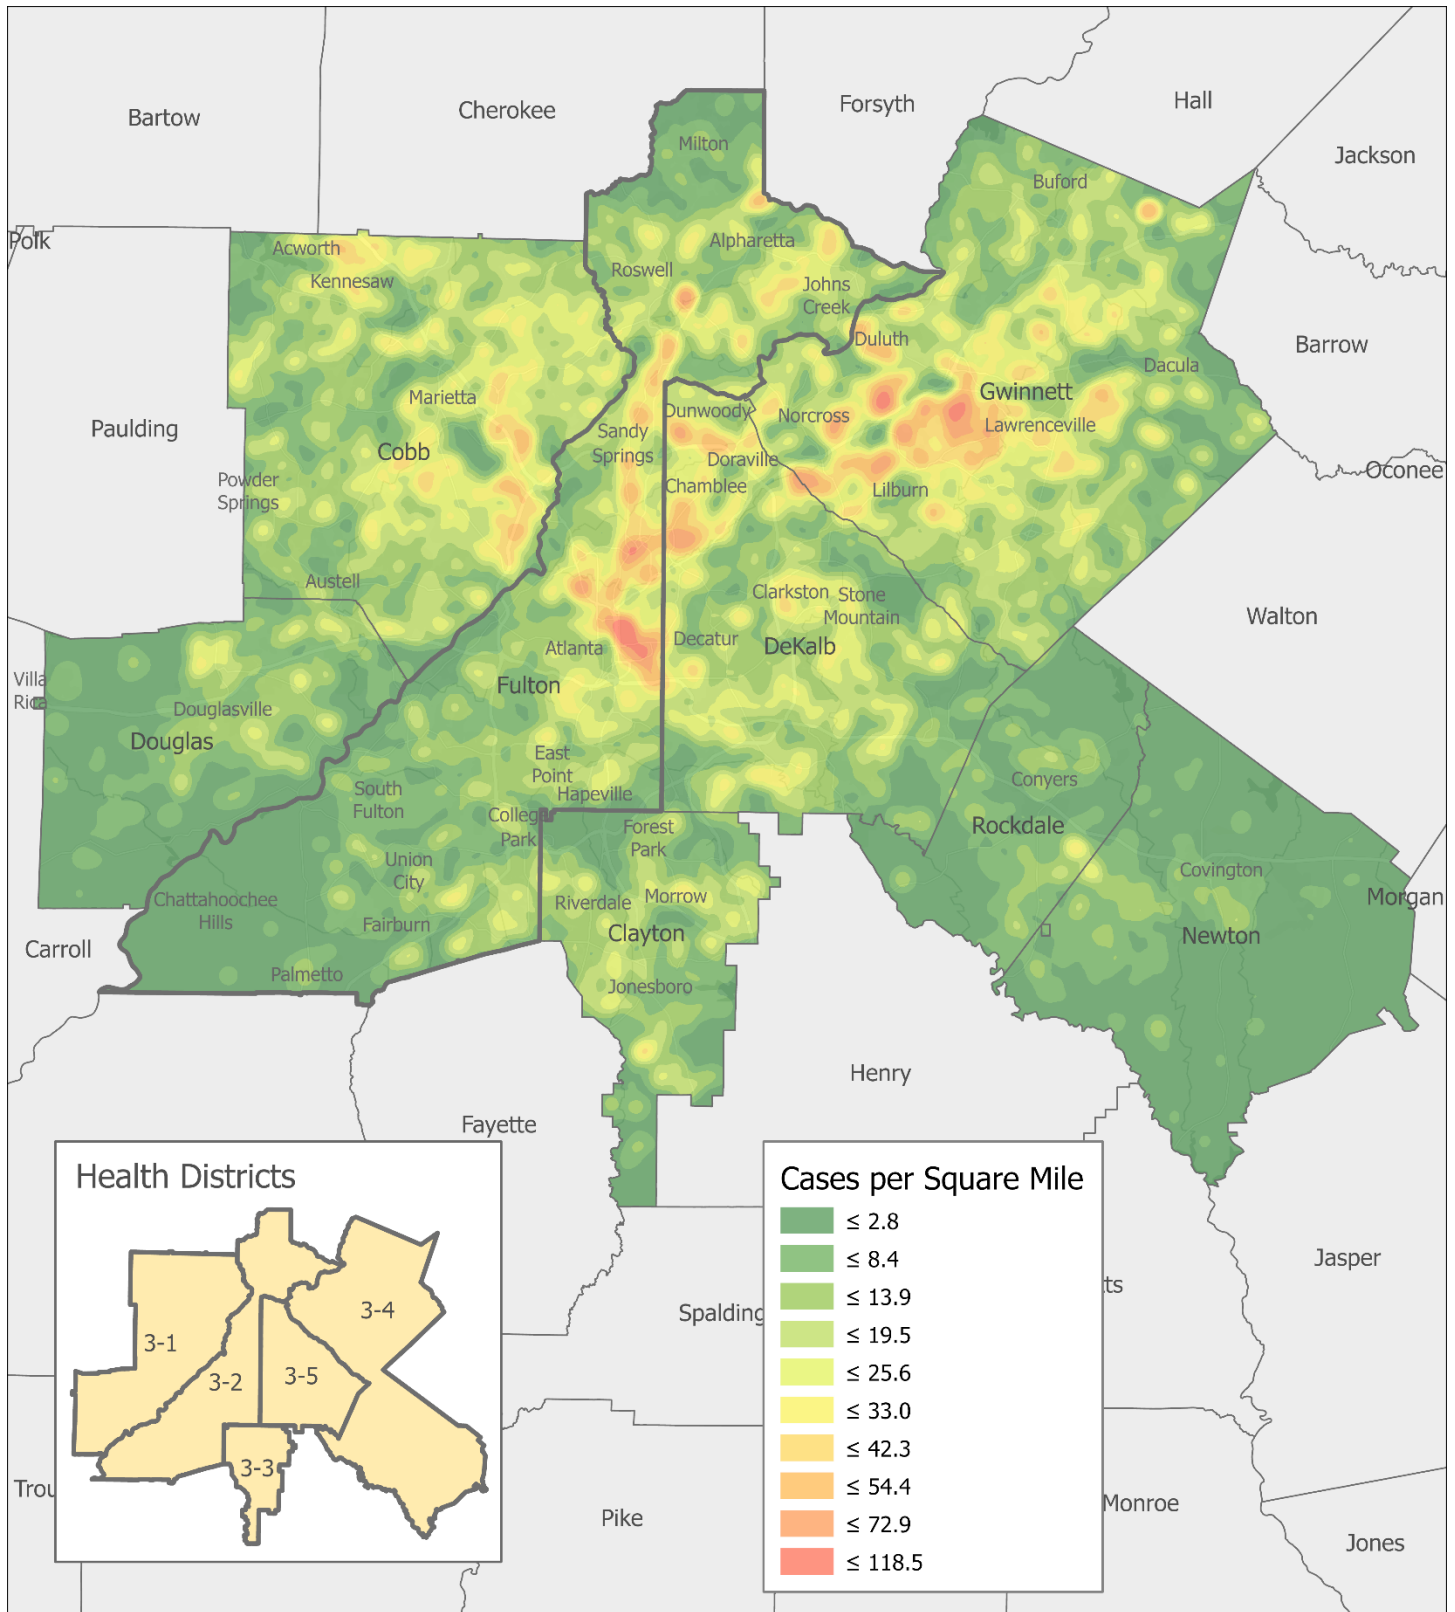 Bartow
Cherokee
Forsyth
Hall
Jackson
Milton
Buford
Polk
Acworth
Alpharetta
Roswell
Kennesaw
Johns
Creek
Duluth
Barrow
Dacula
Gwinnett
Marietta
Paulding
Dunwoody
Norcross
Lawrenceville
Sandy
Springs
Cobb
Doraville
Oconee
Powder
Springs
Chamblee
Lilburn
Austell
Clarkston
Stone
Mountain
Walton
Decatur
DeKalb
Atlanta
Fulton
Villa
Rica
Douglasville
Douglas
East
Point
Hapeville
South
Fulton
Conyers
Rockdale
Colleg
Park
Forest
Park
Union
City
Covington
Chattahoochee
Hills
Riverdale
Morrow
Morgan
Fairburn
Clayton
Newton
Carroll
Palmetto
Jonesboro
Henry
Fayette
Health Districts
3-1
3-2
3-3
3-4
3-5
Cases per Square Mile
≤ 2.8
≤ 8.4
≤ 13.9
≤ 19.5
≤ 25.6
≤ 33.0
≤ 42.3
≤ 54.4
≤ 72.9
≤ 118.5
Jasper
ts
Spalding
Trou
Pike
Monroe
Jones